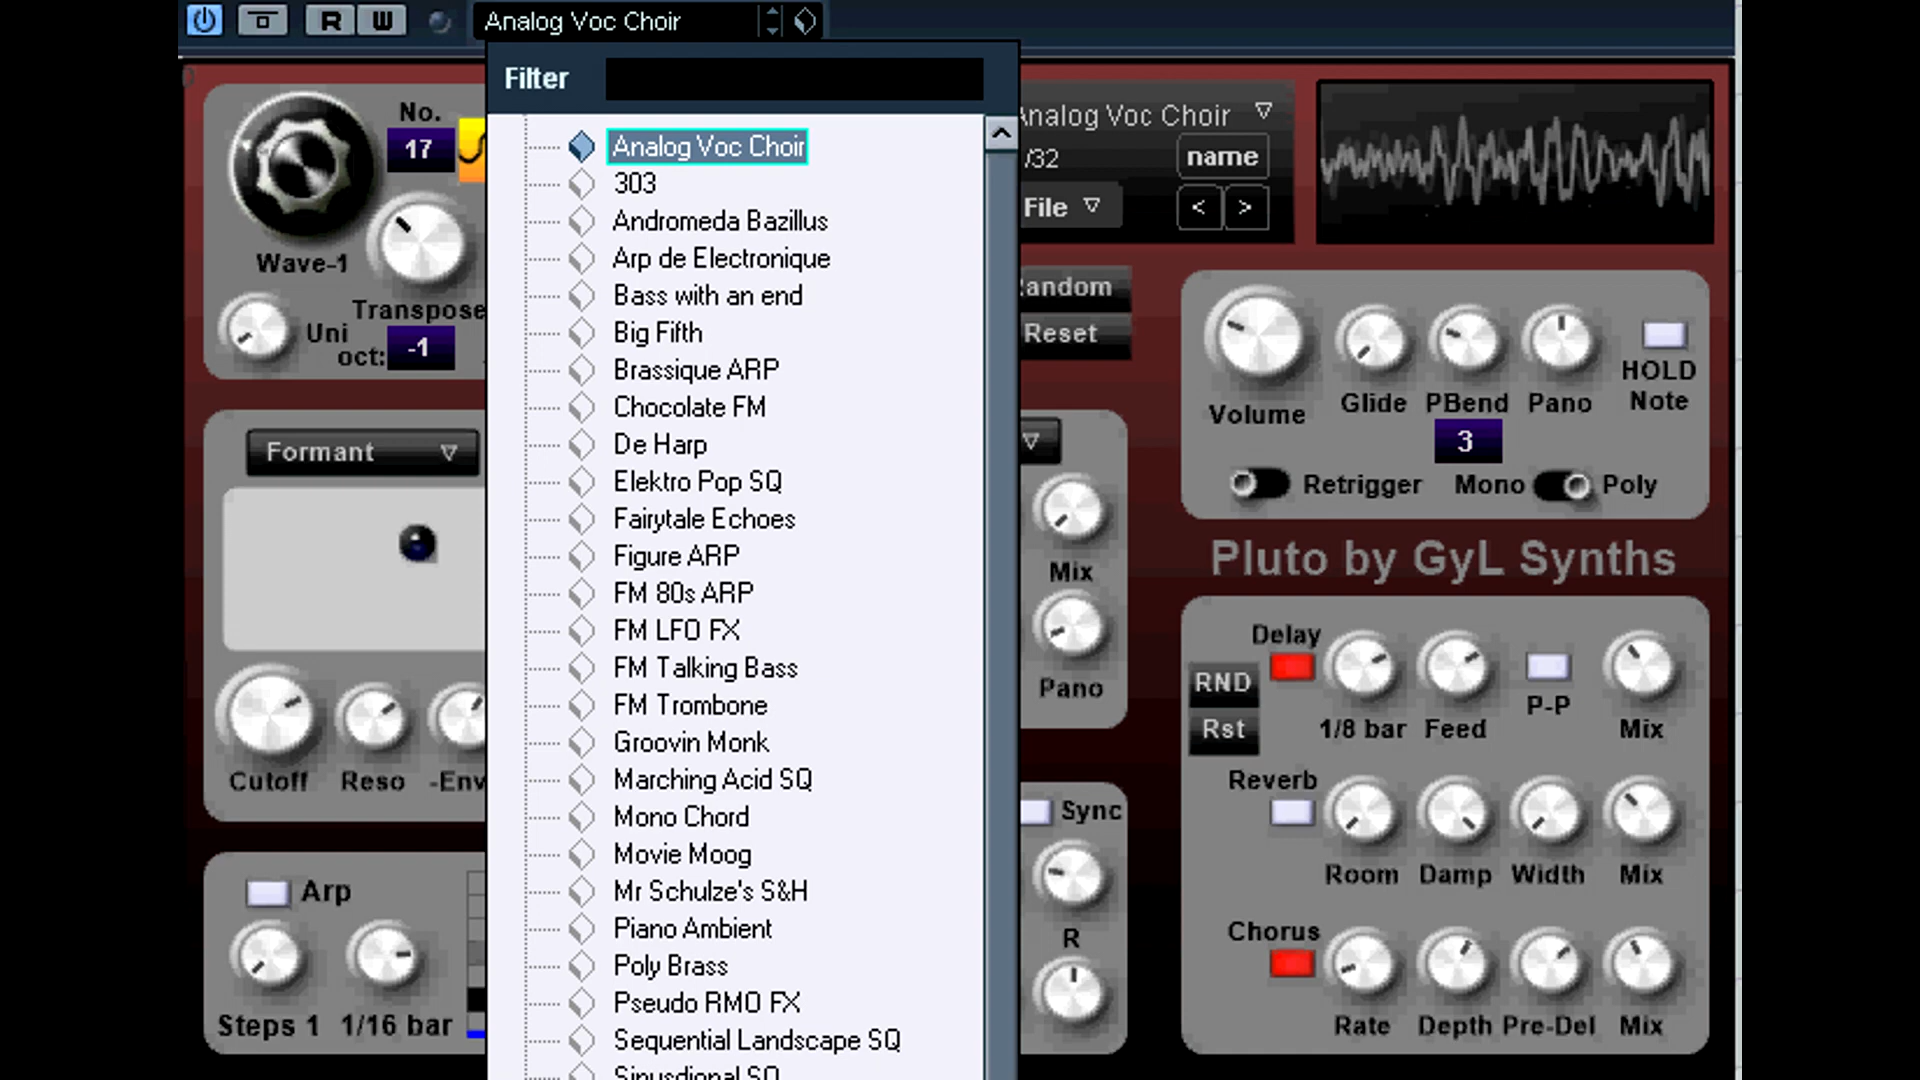 R W Analog Voc Choir
Filter
No.
17
Wave-1
Transpose
Uni
oct: -1
Formant
Cutoff Reso -Env
Arp
Steps 1 1/16 bar
Analog Voc Choir
303
Andromeda Bazillus
Arp de Electronique
Bass with an end
Big Fifth
Brassique ARP
Chocolate FM
De Harp
Elektro Pop SQ
Fairytale Echoes
Figure ARP
FM 80s ARP
FM LFO FX
FM Talking Bass
FM Trombone
Groovin Monk
Marching Acid SQ
Mono Chord
Movie Moog
Mr Schulze's S&H
Piano Ambient
Poly Brass
Pseudo RMO FX
Sequential Landscape SQ
Analog Voc Choir
/32 name
File < >
Random
Reset
Mix
Pano
Sync
R
Volume Glide PBend Pano HOLD
Note
3
Retrigger Mono Poly
Pluto by GyL Synths
Delay
RND
Rst
1/8 bar Feed P-P Mix
Reverb
Room Damp Width Mix
Chorus
Rate Depth Pre-Del Mix